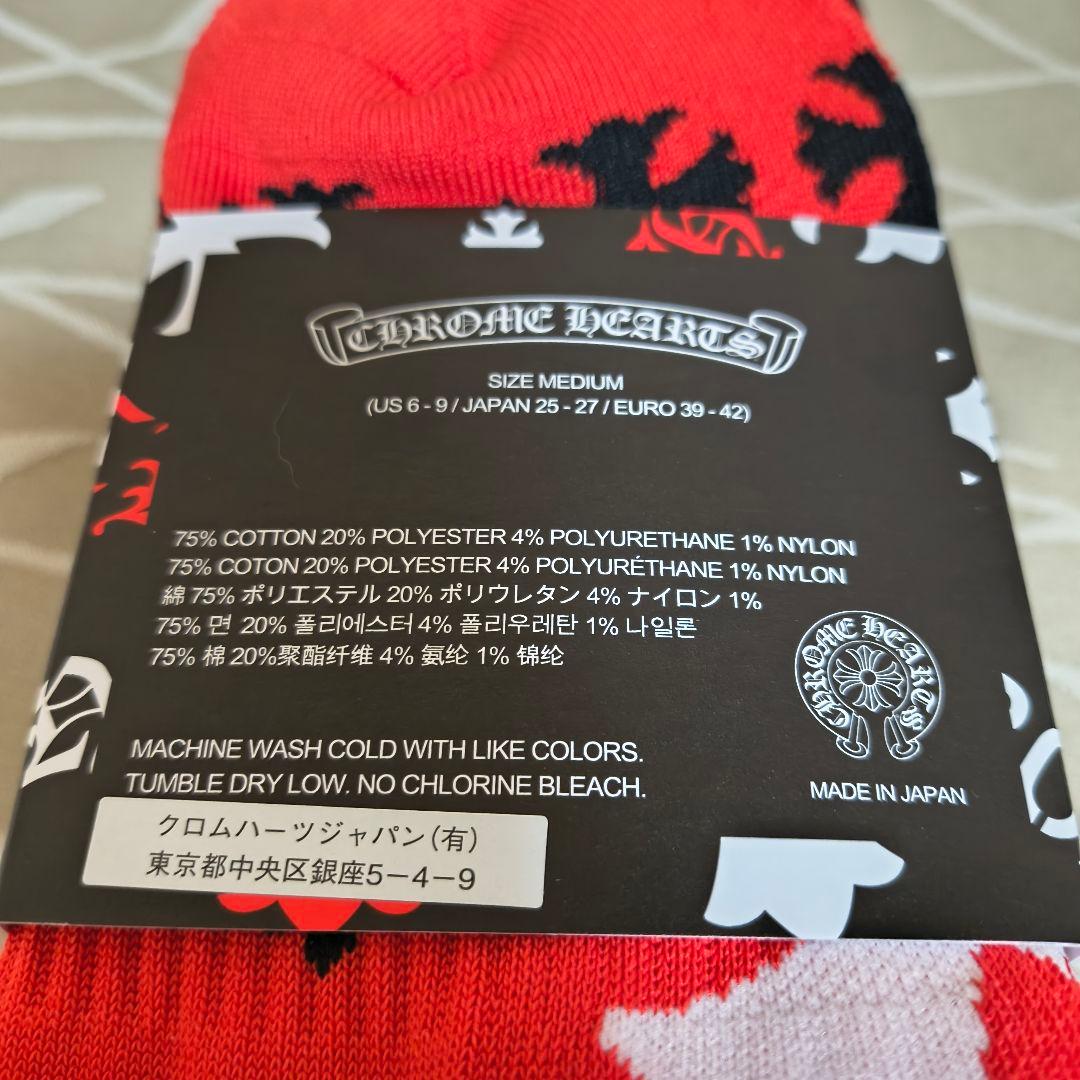 CHROME HEARTS
SIZE MEDIUM
(US 6 - 9 / JAPAN 25 - 27 / EURO 39 - 42)
75% COTTON 20% POLYESTER 4% POLYURETHANE 1% NYLON
75% COTON 20% POLYESTER 4% POLYURÉTHANE 1% NYLON
綿 75% ポリエステル 20% ポリウレタン 4% ナイロン 1%
75% 면 20% 폴리에스터 4% 폴리우레탄 1% 나일론
75% 棉 20%聚酯纤维 4% 氨纶 1% 锦纶
CHROME HEARTS
MACHINE WASH COLD WITH LIKE COLORS.
TUMBLE DRY LOW. NO CHLORINE BLEACH.
MADE IN JAPAN
クロムハーツジャパン(有)
東京都中央区銀座5－4－9